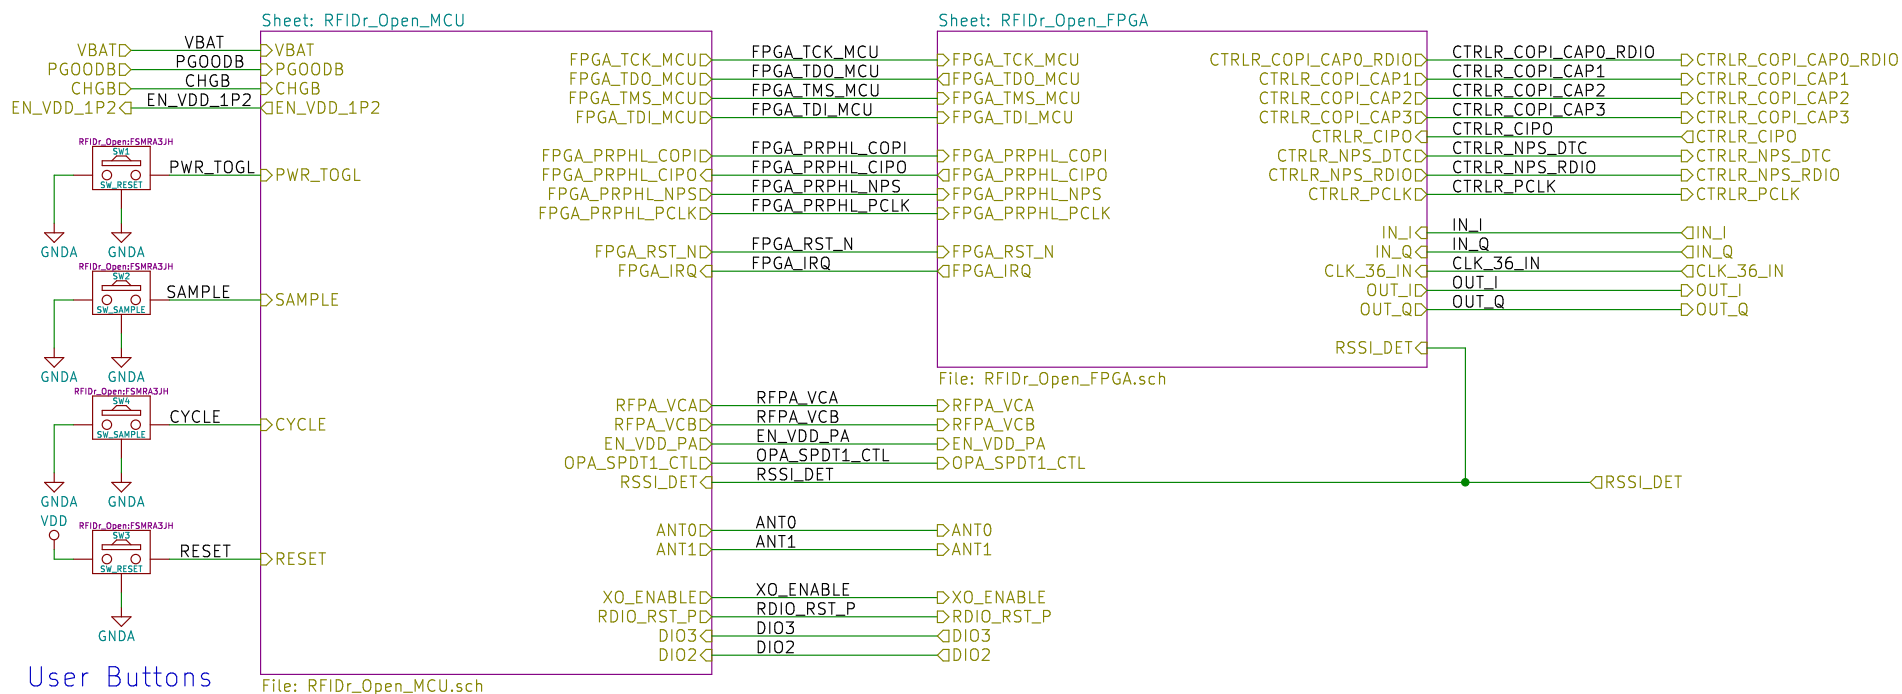 Sheet: RFIDr_Open_MCU
VBAT VBAT VBAT
PGOODB PGOODB PGOODB
CHGB CHGB CHGB
EN_VDD_1P2 EN_VDD_1P2 EN_VDD_1P2
RFIDr_Open:FSMRA3JH
SW1
PWR_TOGL PWR_TOGL
SW_RESET
GNDA GNDA
RFIDr_Open:FSMRA3JH
SW2
SAMPLE SAMPLE
SW_SAMPLE
GNDA GNDA
RFIDr_Open:FSMRA3JH
SW4
CYCLE CYCLE
SW_SAMPLE
GNDA GNDA
VDD
RFIDr_Open:FSMRA3JH
SW3
RESET RESET
SW_RESET
GNDA
User Buttons
FPGA_TCK_MCU FPGA_TCK_MCU FPGA_TCK_MCU
FPGA_TDO_MCU FPGA_TDO_MCU FPGA_TDO_MCU
FPGA_TMS_MCU FPGA_TMS_MCU FPGA_TMS_MCU
FPGA_TDI_MCU FPGA_TDI_MCU FPGA_TDI_MCU
FPGA_PRPHL_COPI FPGA_PRPHL_COPI FPGA_PRPHL_COPI
FPGA_PRPHL_CIPO FPGA_PRPHL_CIPO FPGA_PRPHL_CIPO
FPGA_PRPHL_NPS FPGA_PRPHL_NPS FPGA_PRPHL_NPS
FPGA_PRPHL_PCLK FPGA_PRPHL_PCLK FPGA_PRPHL_PCLK
FPGA_RST_N FPGA_RST_N FPGA_RST_N
FPGA_IRQ FPGA_IRQ FPGA_IRQ
RFPA_VCA RFPA_VCA RFPA_VCA
RFPA_VCB RFPA_VCB RFPA_VCB
EN_VDD_PA EN_VDD_PA EN_VDD_PA
OPA_SPDT1_CTL OPA_SPDT1_CTL OPA_SPDT1_CTL
RSSI_DET RSSI_DET RSSI_DET
ANT0 ANT0 ANT0
ANT1 ANT1 ANT1
XO_ENABLE XO_ENABLE XO_ENABLE
RDIO_RST_P RDIO_RST_P RDIO_RST_P
DIO3 DIO3 DIO3
DIO2 DIO2 DIO2
File: RFIDr_Open_MCU.sch
Sheet: RFIDr_Open_FPGA
CTRLR_COPI_CAP0_RDIO CTRLR_COPI_CAP0_RDIO CTRLR_COPI_CAP0_RDIO
CTRLR_COPI_CAP1 CTRLR_COPI_CAP1 CTRLR_COPI_CAP1
CTRLR_COPI_CAP2 CTRLR_COPI_CAP2 CTRLR_COPI_CAP2
CTRLR_COPI_CAP3 CTRLR_COPI_CAP3 CTRLR_COPI_CAP3
CTRLR_CIPO CTRLR_CIPO CTRLR_CIPO
CTRLR_NPS_DTC CTRLR_NPS_DTC CTRLR_NPS_DTC
CTRLR_NPS_RDIO CTRLR_NPS_RDIO CTRLR_NPS_RDIO
CTRLR_PCLK CTRLR_PCLK CTRLR_PCLK
IN_I IN_I IN_I
IN_Q IN_Q IN_Q
CLK_36_IN CLK_36_IN CLK_36_IN
OUT_I OUT_I OUT_I
OUT_Q OUT_Q OUT_Q
RSSI_DET
File: RFIDr_Open_FPGA.sch